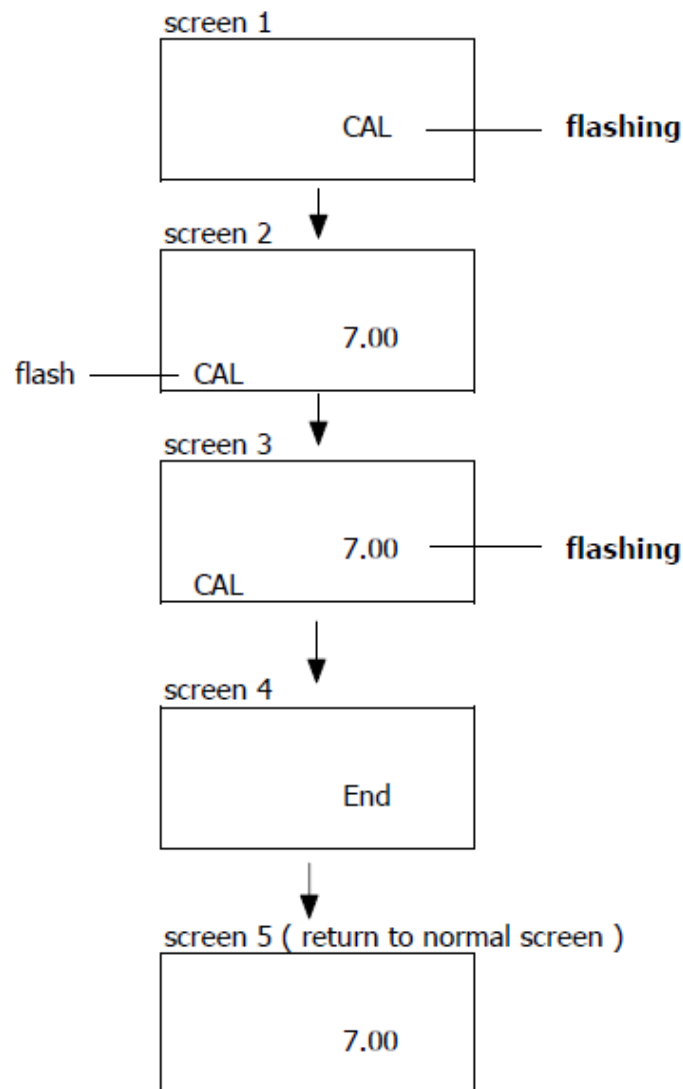 screen 1
CAL flashing
screen 2
7.00
flash CAL
screen 3
7.00 flashing
CAL
screen 4
End
screen 5 ( return to normal screen )
7.00